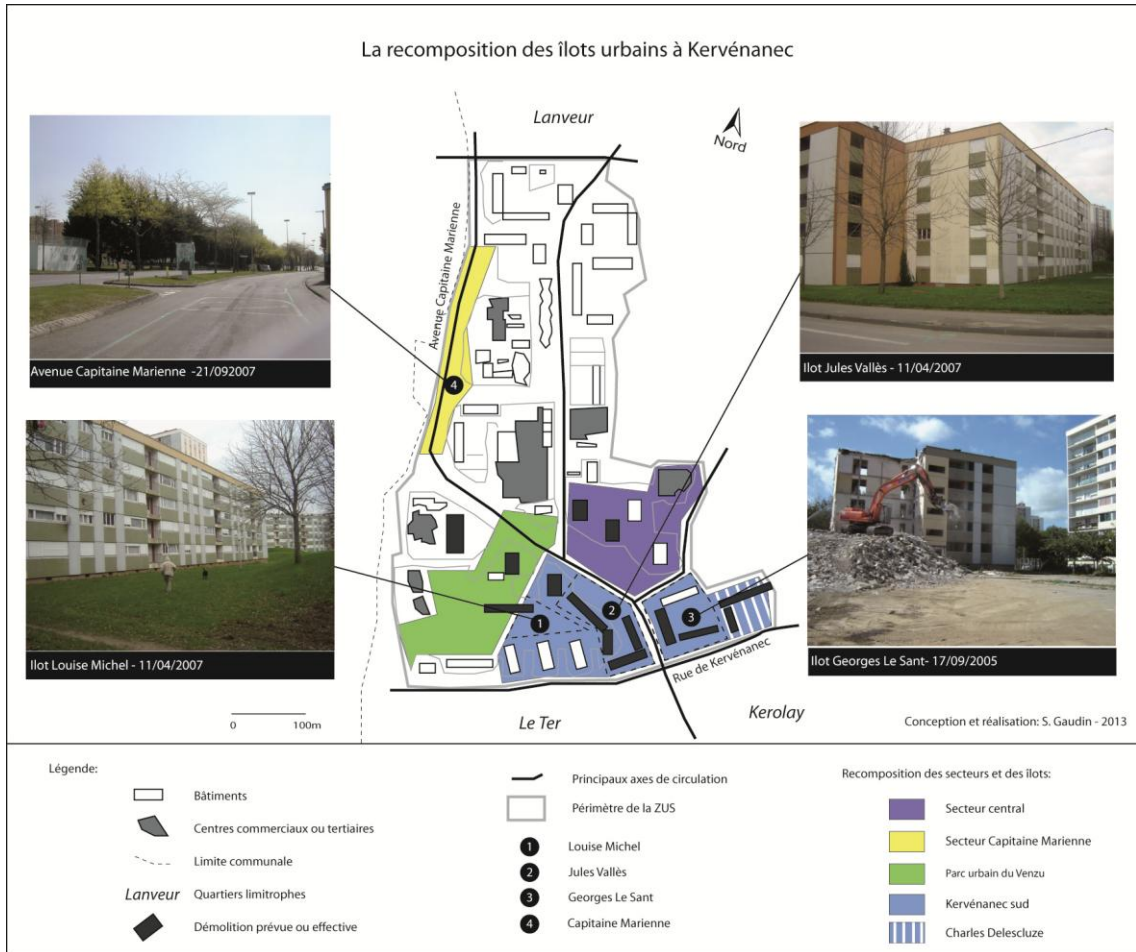 La recomposition des îlots urbains à Kervénanec
Lanveur
Nord
Avenue Capitaine Marienne
Avenue Capitaine Marienne -21/092007
Ilot Jules Vallès - 11/04/2007
4
Ilot Louise Michel - 11/04/2007
1
2
3
Ilot Georges Le Sant- 17/09/2005
Rue de Kervénanec
0 100m
Le Ter
Kerolay
Conception et réalisation: S. Gaudin - 2013
Légende:
Bâtiments
Centres commerciaux ou tertiaires
Limite communale
Lanveur Quartiers limitrophes
Démolition prévue ou effective
Principaux axes de circulation
Périmètre de la ZUS
1 Louise Michel
2 Jules Vallès
3 Georges Le Sant
4 Capitaine Marienne
Recomposition des secteurs et des îlots:
Secteur central
Secteur Capitaine Marienne
Parc urbain du Venzu
Kervénanec sud
Charles Delescluze